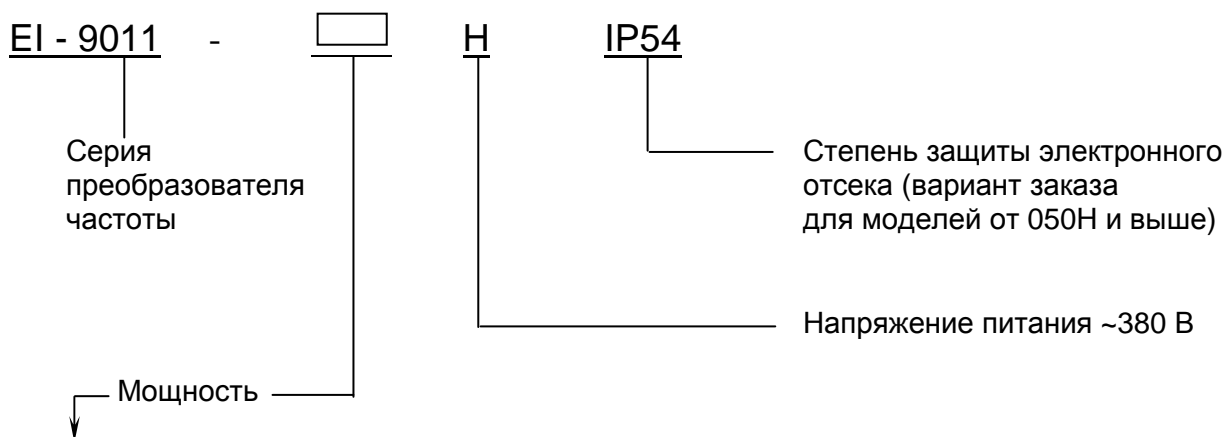 EI - 9011 - H IP54
Серия
преобразователя
частоты
Степень защиты электронного
отсека (вариант заказа
для моделей от 050Н и выше)
Напряжение питания ~380 В
Мощность